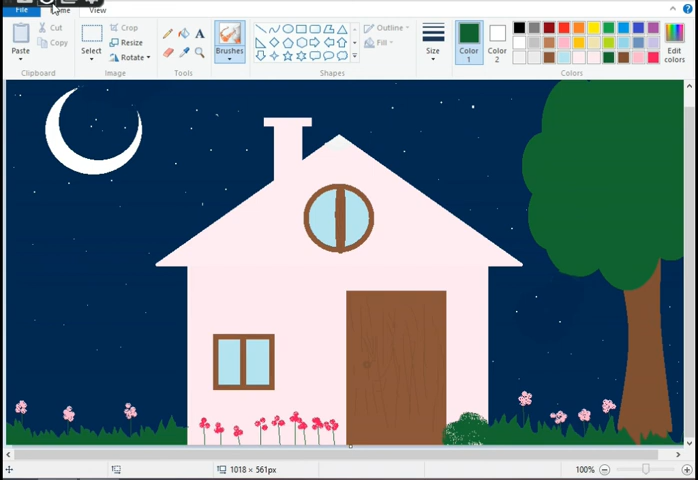 File Home View
Paste
Cut
Copy
Clipboard
Select
Crop
Resize
Rotate
Image
A
Tools
Brushes
Shapes
Outline
Fill
Size
Color 1
Color 2
Edit colors
Colors
1018 × 561px
100%